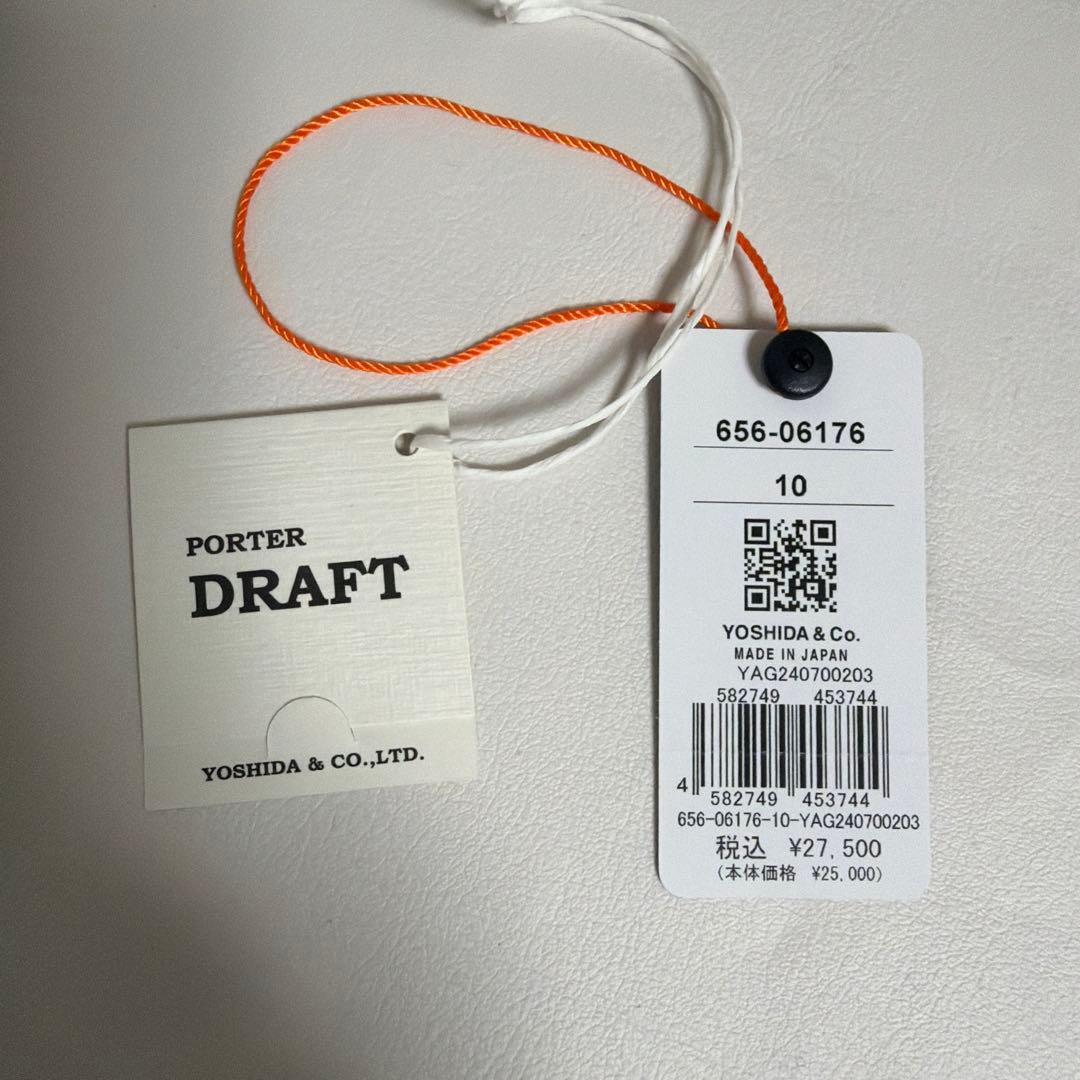 PORTER
DRAFT
YOSHIDA & CO.,LTD.
656-06176
10
YOSHIDA & Co.
MADE IN JAPAN
YAG240700203
582749 453744
4 582749 453744
656-06176-10-YAG240700203
税込 ¥27,500
(本体価格 ¥25,000)